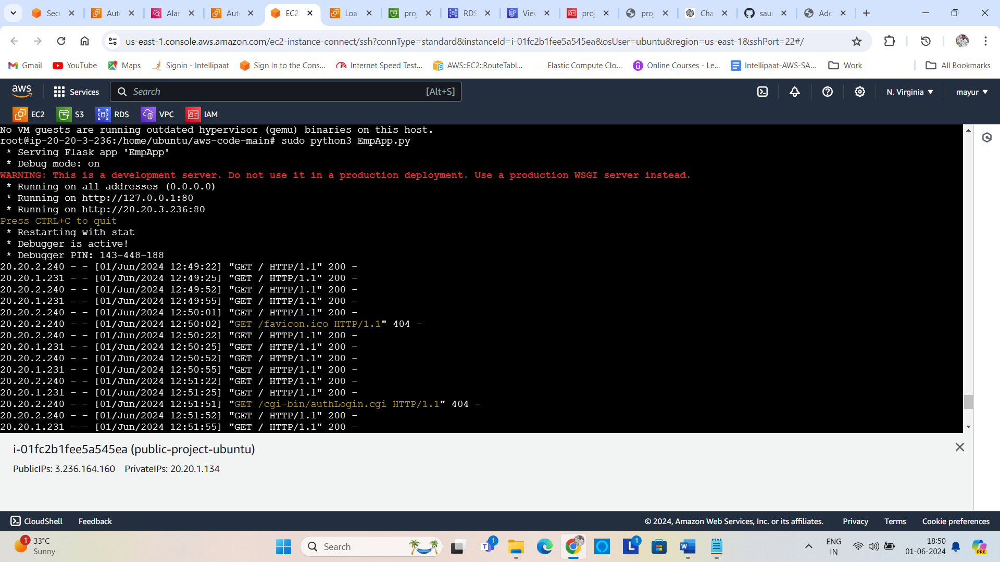 Secu
Auto
Alar
Auto
EC2
Loa
proj
RDS
View
proj
proj
Cha
saur
Add
us-east-1.console.aws.amazon.com/ec2-instance-connect/ssh?connType=standard&instanceId=i-01fc2b1fee5a545ea&osUser=ubuntu&region=us-east-1&sshPort=22#/
Gmail
YouTube
Maps
Signin - Intellipaat
Sign In to the Cons...
Internet Speed Test...
AWS::EC2::RouteTabl...
Elastic Compute Clo...
Online Courses - Le...
Intellipaat-AWS-SA...
Work
All Bookmarks
aws
Services
Search
[Alt+S]
N. Virginia
mayur
EC2
S3
RDS
VPC
IAM
No VM guests are running outdated hypervisor (qemu) binaries on this host.
root@ip-20-20-3-236:/home/ubuntu/aws-code-main# sudo python3 EmpApp.py
* Serving Flask app 'EmpApp'
* Debug mode: on
WARNING: This is a development server. Do not use it in a production deployment. Use a production WSGI server instead.
* Running on all addresses (0.0.0.0)
* Running on http://127.0.0.1:80
* Running on http://20.20.3.236:80
Press CTRL+C to quit
* Restarting with stat
* Debugger is active!
* Debugger PIN: 143-448-188
20.20.2.240 - - [01/Jun/2024 12:49:22] "GET / HTTP/1.1" 200 -
20.20.1.231 - - [01/Jun/2024 12:49:25] "GET / HTTP/1.1" 200 -
20.20.2.240 - - [01/Jun/2024 12:49:52] "GET / HTTP/1.1" 200 -
20.20.1.231 - - [01/Jun/2024 12:49:55] "GET / HTTP/1.1" 200 -
20.20.2.240 - - [01/Jun/2024 12:50:01] "GET / HTTP/1.1" 200 -
20.20.2.240 - - [01/Jun/2024 12:50:02] "GET /favicon.ico HTTP/1.1" 404 -
20.20.2.240 - - [01/Jun/2024 12:50:22] "GET / HTTP/1.1" 200 -
20.20.1.231 - - [01/Jun/2024 12:50:25] "GET / HTTP/1.1" 200 -
20.20.2.240 - - [01/Jun/2024 12:50:52] "GET / HTTP/1.1" 200 -
20.20.1.231 - - [01/Jun/2024 12:50:55] "GET / HTTP/1.1" 200 -
20.20.2.240 - - [01/Jun/2024 12:51:22] "GET / HTTP/1.1" 200 -
20.20.1.231 - - [01/Jun/2024 12:51:25] "GET / HTTP/1.1" 200 -
20.20.2.240 - - [01/Jun/2024 12:51:51] "GET /cgi-bin/authLogin.cgi HTTP/1.1" 404 -
20.20.2.240 - - [01/Jun/2024 12:51:52] "GET / HTTP/1.1" 200 -
20.20.1.231 - - [01/Jun/2024 12:51:55] "GET / HTTP/1.1" 200 -
i-01fc2b1fee5a545ea (public-project-ubuntu)
PublicIPs: 3.236.164.160 PrivateIPs: 20.20.1.134
CloudShell
Feedback
© 2024, Amazon Web Services, Inc. or its affiliates.
Privacy
Terms
Cookie preferences
1
33°C
Sunny
Search
1
1
ENG
IN
18:50
01-06-2024
PRE